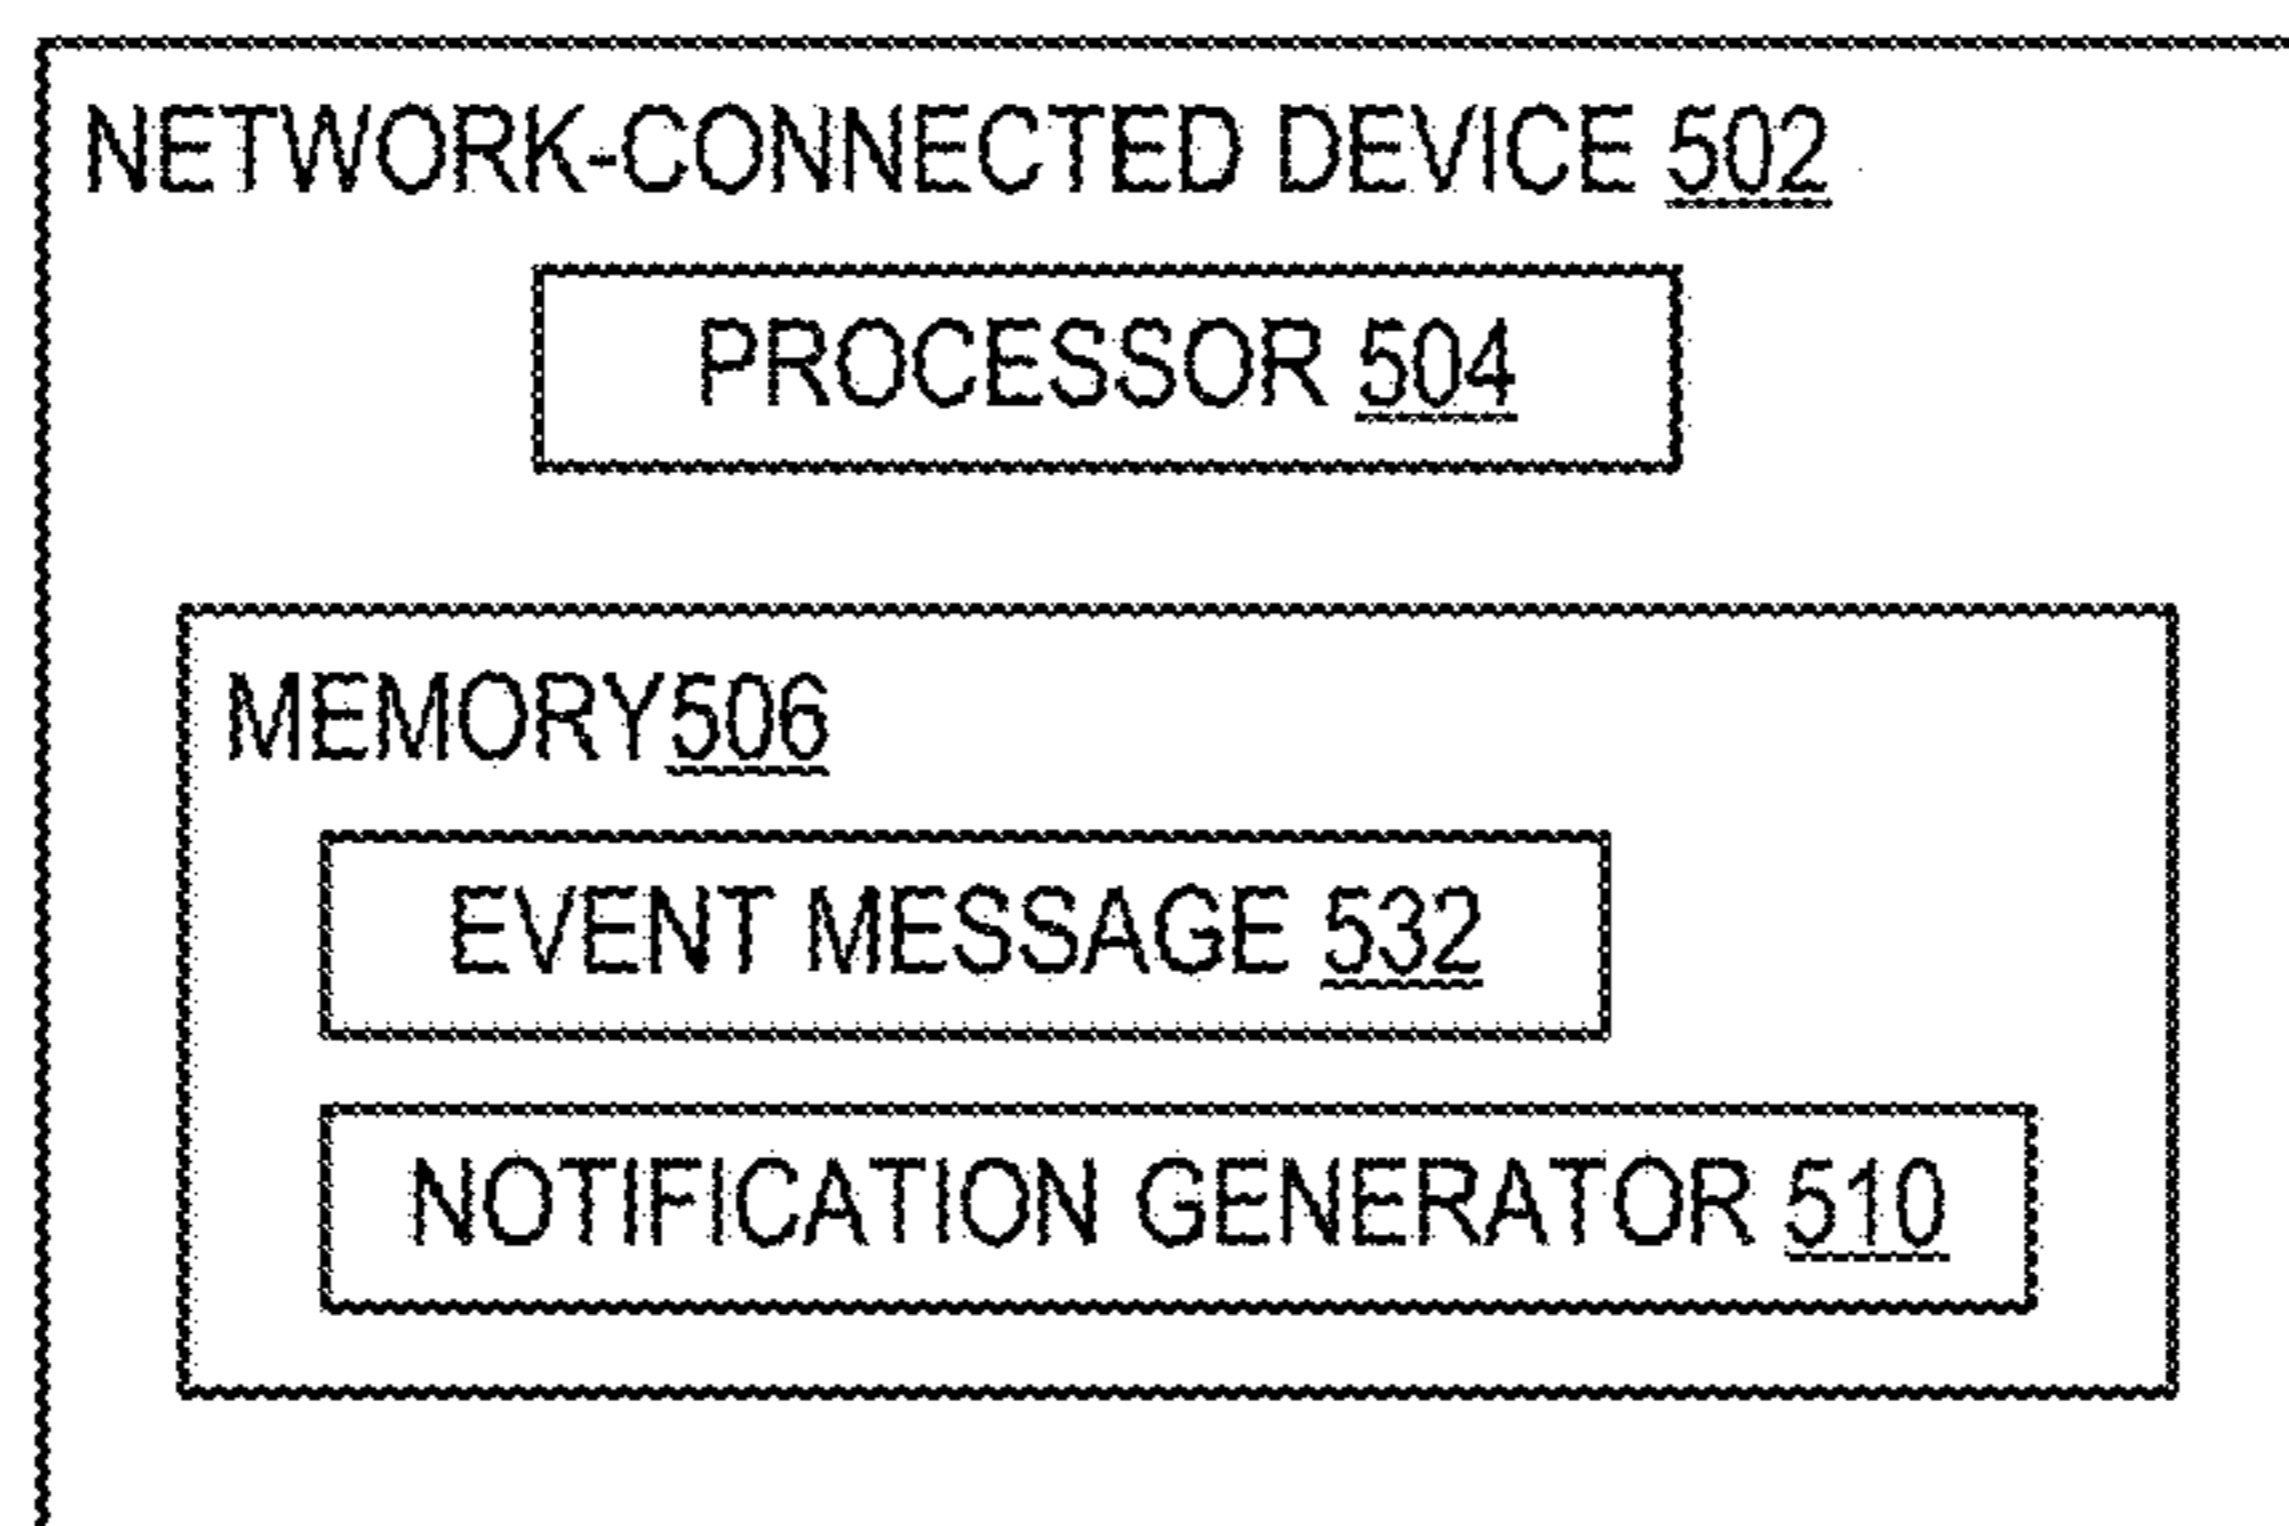 NETWORK-CONNECTED DEVICE 502
PROCESSOR 504
MEMORY506
EVENT MESSAGE 532
NOTIFICATION GENERATOR 510